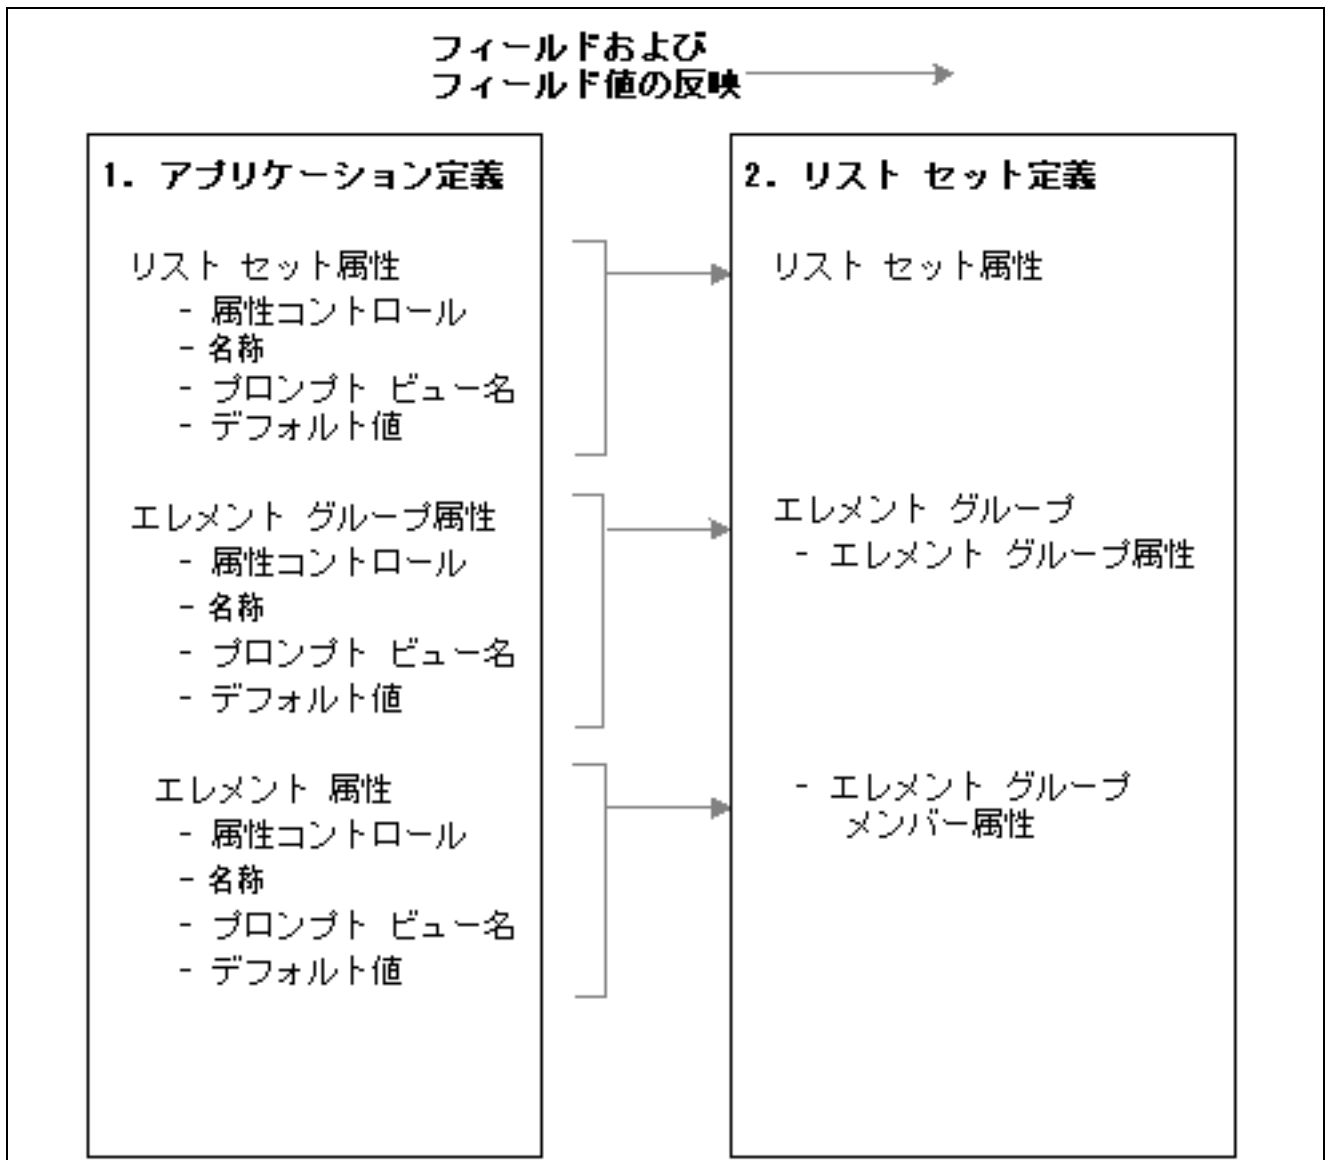 フィールドおよび
フィールド値の反映
1. アプリケーション定義
リスト セット属性
- 属性コントロール
- 名称
- プロンプト ビュー名
- デフォルト値
エレメント グループ属性
- 属性コントロール
- 名称
- プロンプト ビュー名
- デフォルト値
エレメント 属性
- 属性コントロール
- 名称
- プロンプト ビュー名
- デフォルト値
2. リスト セット定義
リスト セット属性
エレメント グループ
- エレメント グループ属性
- エレメント グループ
メンバー属性